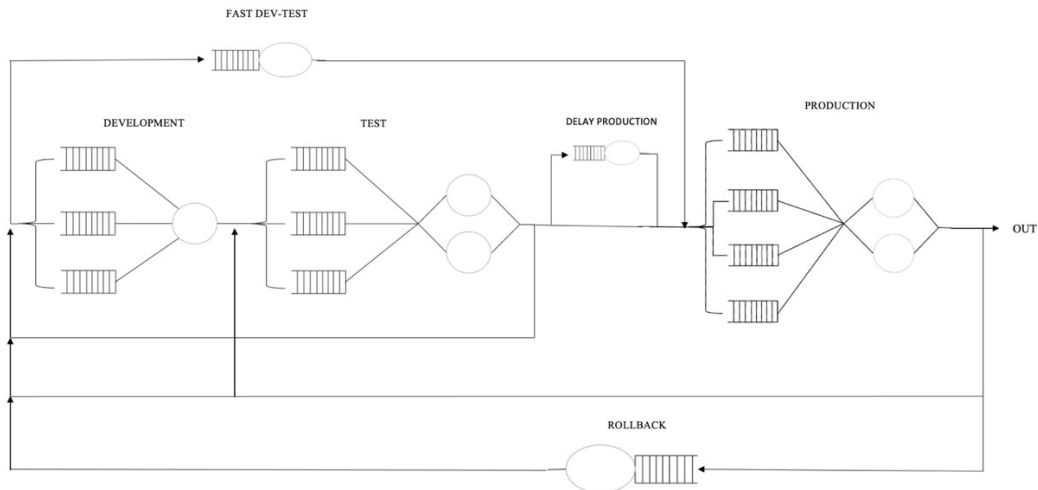 FAST DEV-TEST
PRODUCTION
DEVELOPMENT
TEST
DELAY PRODUCTION
OUT
ROLLBACK